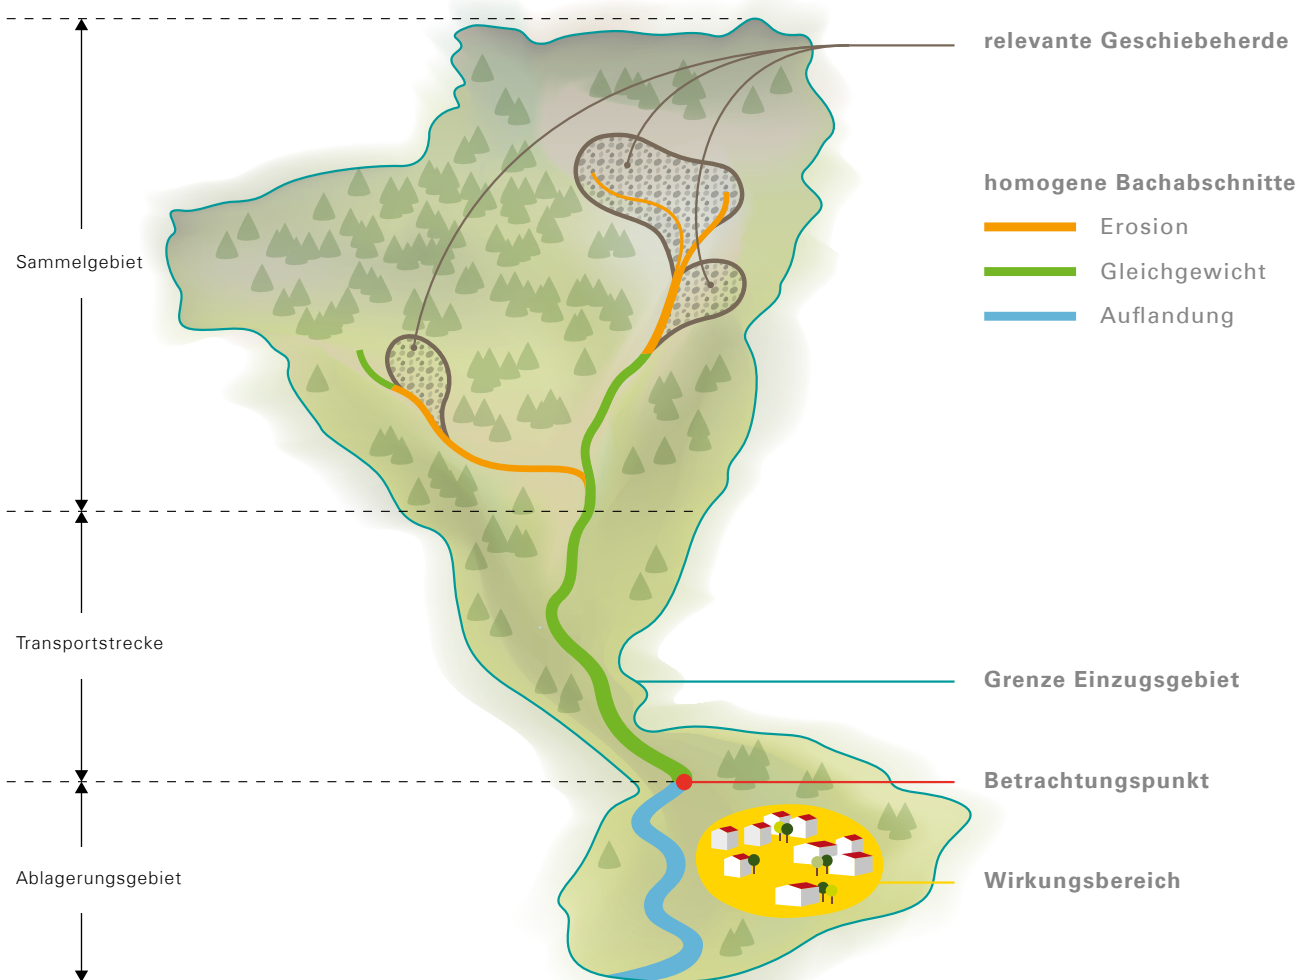 relevante Geschiebeherde
homogene Bachabschnitte
Erosion
Gleichgewicht
Auflandung
Sammelgebiet
Transportstrecke
Grenze Einzugsgebiet
Betrachtungspunkt
Ablagerungsgebiet
Wirkungsbereich